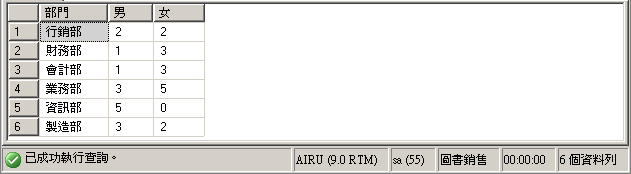 部門 男 女
1 行銷部 2 2
2 財務部 1 3
3 會計部 1 3
4 業務部 3 5
5 資訊部 5 0
6 製造部 3 2
已成功執行查詢。 AIRU (9.0 RTM) sa (55) 圖書銷售 00:00:00 6 個資料列